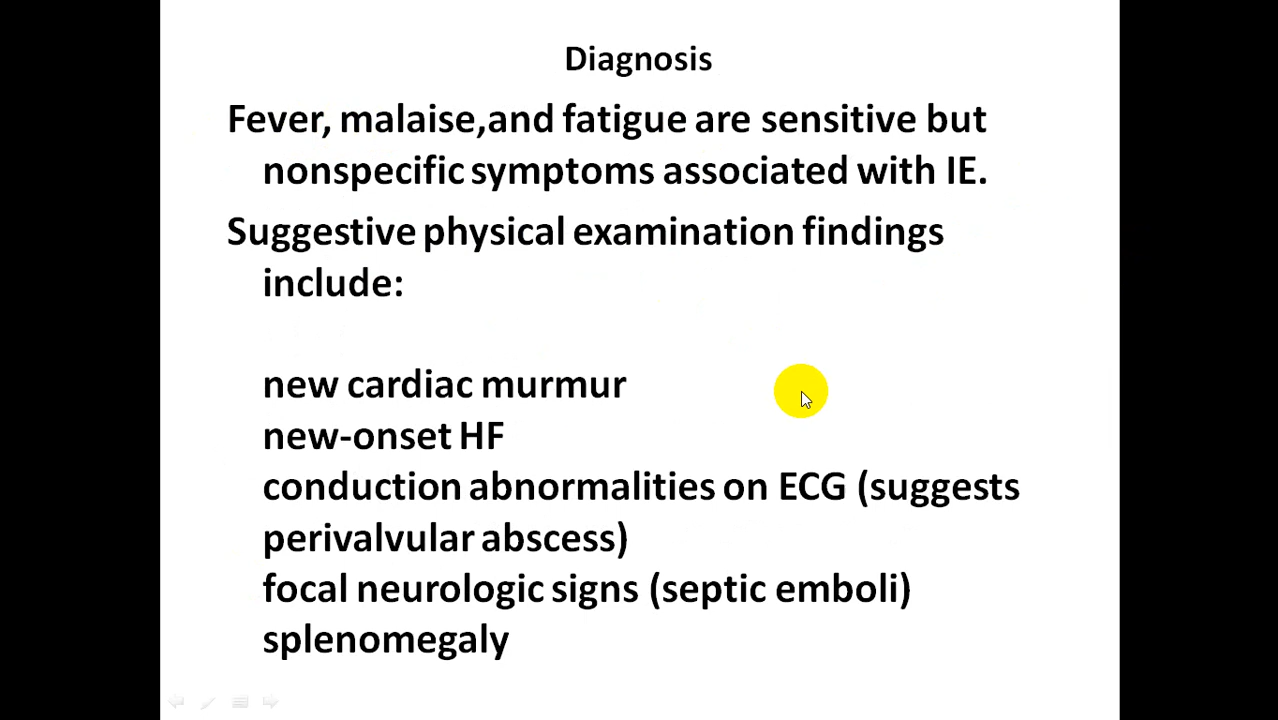 Diagnosis
Fever, malaise,and fatigue are sensitive but
nonspecific symptoms associated with IE.
Suggestive physical examination findings
include:
new cardiac murmur
new-onset HF
conduction abnormalities on ECG (suggests
perivalvular abscess)
focal neurologic signs (septic emboli)
splenomegaly